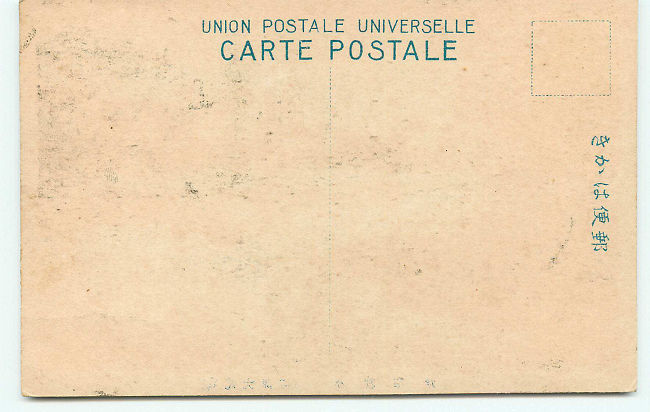 UNION POSTALE UNIVERSELLE
CARTE POSTALE
きかは便郵